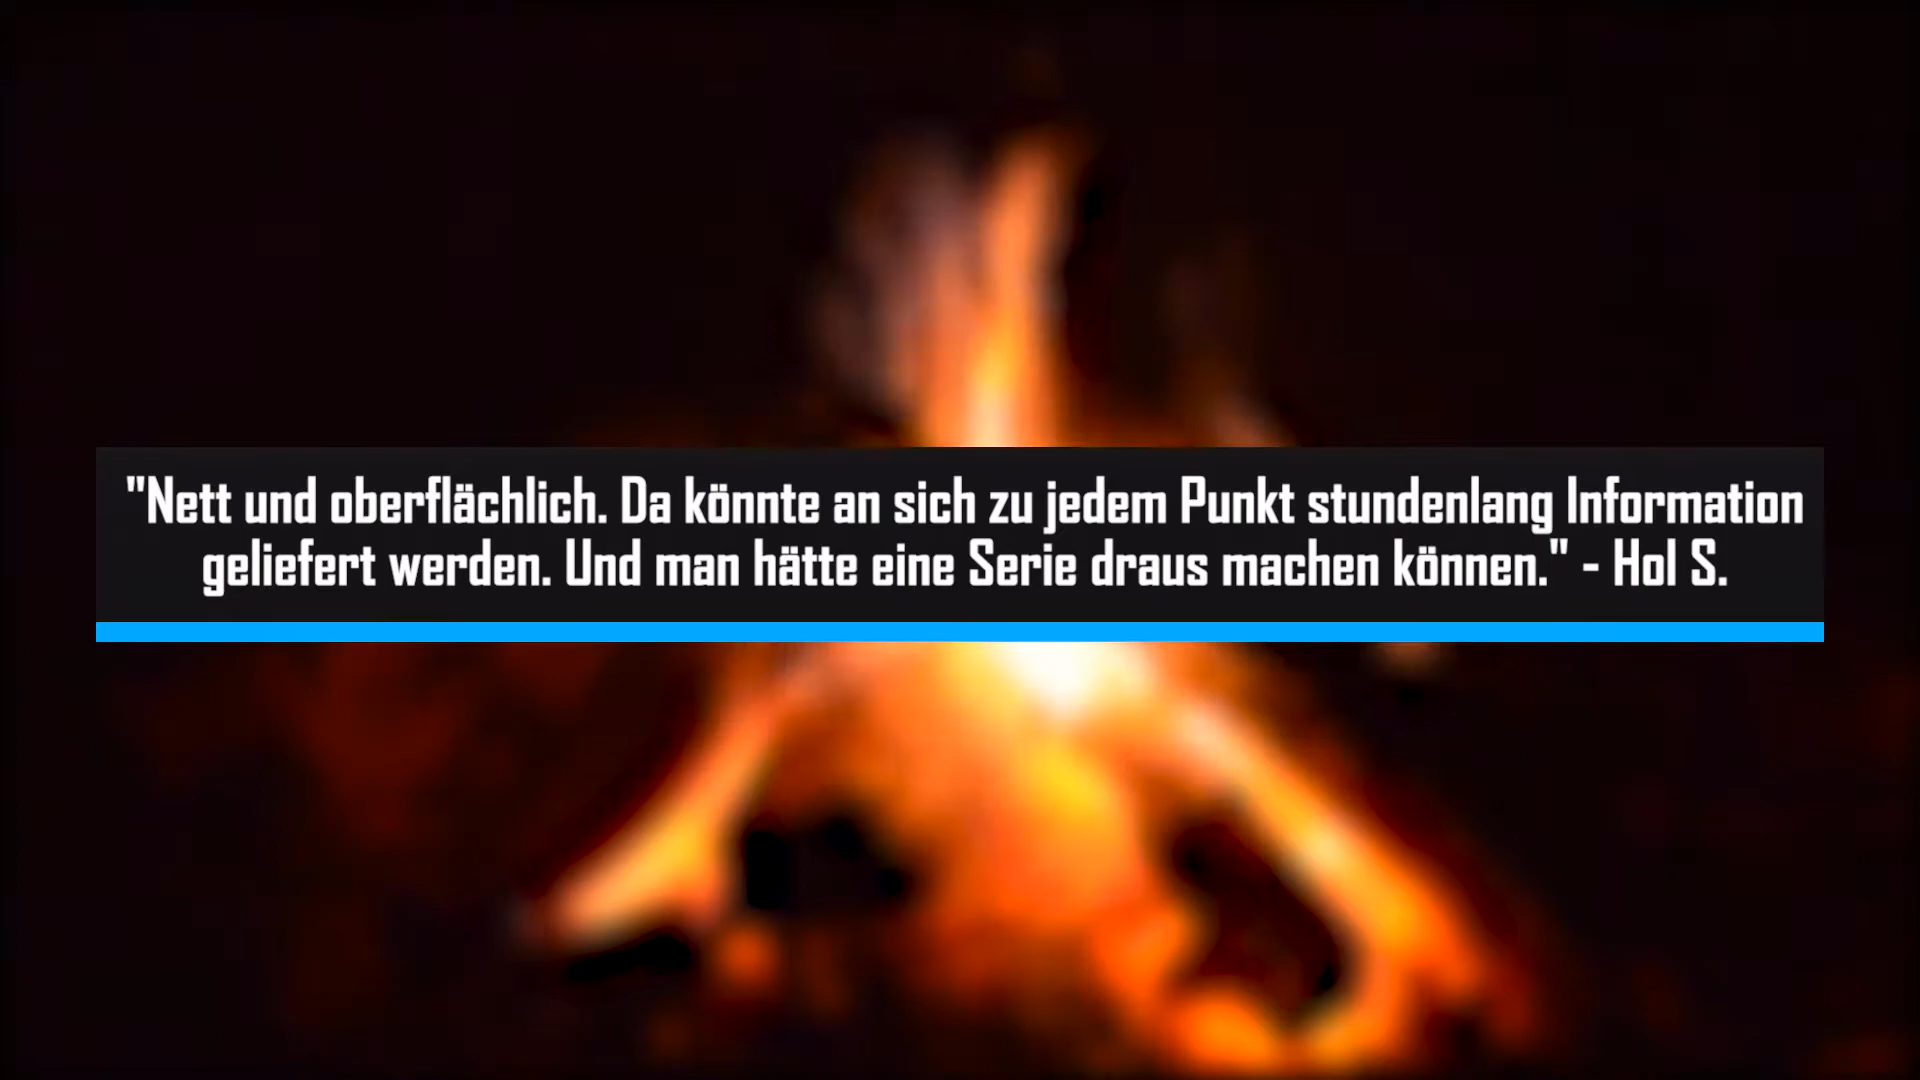 "Nett und oberflächlich. Da könnte an sich zu jedem Punkt stundenlang Information
geliefert werden. Und man hätte eine Serie draus machen können." - Hol S.